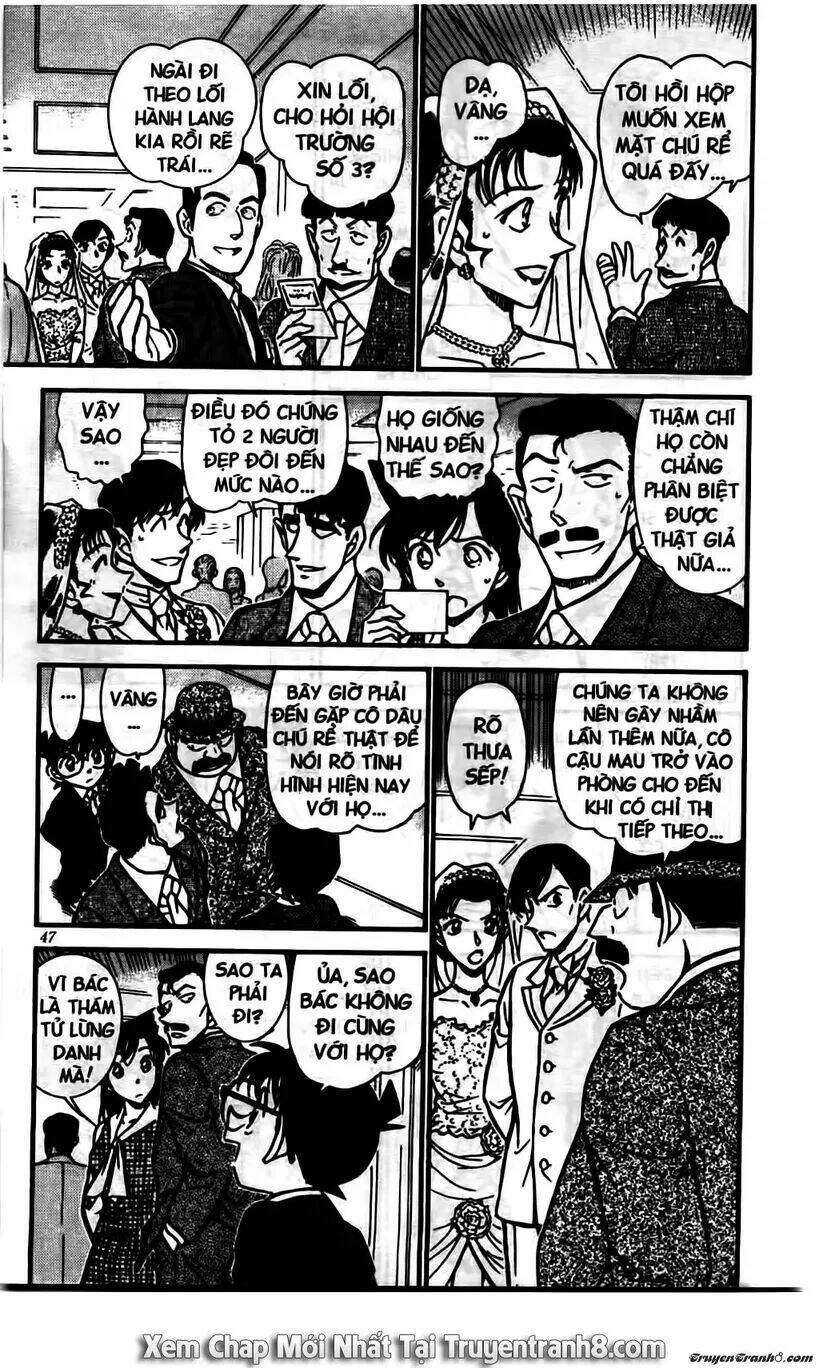 TÔI HỒI HỘP
MUỐN XEM
MẶT CHÚ RỂ
QUÁ ĐẤY...
DẠ,
VÂNG
...
XIN LỖI,
CHO HỎI HỘI
TRƯỜNG
SỐ 3?
NGÀI ĐI
THEO LỐI
HÀNH LANG
KIA RỒI RẼ
TRÁI...
THẬM CHÍ
HỌ CÒN
CHẲNG
PHÂN BIỆT
ĐƯỢC
THẬT GIẢ
NỮA...
HỌ GIỐNG
NHAU ĐẾN
THẾ SAO?
ĐIỀU ĐÓ CHỨNG
TỎ 2 NGƯỜI
ĐẸP ĐÔI ĐẾN
MỨC NÀO...
VẬY
SAO
...
CHÚNG TA KHÔNG
NÊN GÂY NHẦM
LẪN THÊM NỮA, CÔ
CẬU MAU TRỞ VÀO
PHÒNG CHO ĐẾN
KHI CÓ CHỈ THỊ
TIẾP THEO...
RÕ
THƯA
SẾP!
BÂY GIỜ PHẢI
ĐẾN GẶP CÔ DÂU
CHÚ RỂ THẬT ĐỂ
NÓI RÕ TÌNH
HÌNH HIỆN NAY
VỚI HỌ...
VÂNG
...
...
47
ỦA, SAO
BÁC KHÔNG
ĐI CÙNG
VỚI HỌ?
SAO TA
PHẢI
ĐI?
VÌ BÁC
LÀ THÁM
TỬ LỪNG
DANH
MÀ!
Xem Chap Mới Nhất Tại Truyentranh8.com
TruyenTranh8.com